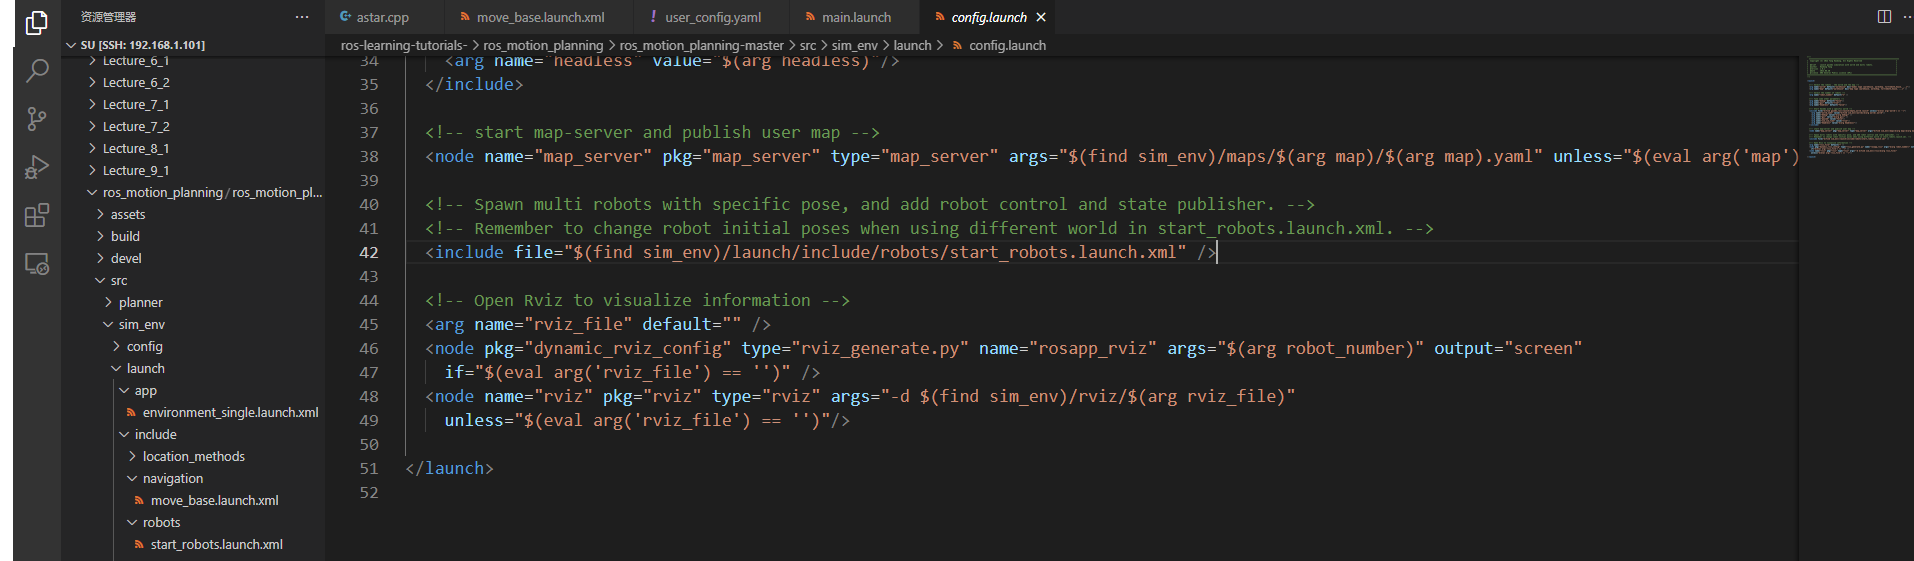 资源管理器 ···
astar.cpp move_base.launch.xml ! user_config.yaml main.launch config.launch ×
SU [SSH: 192.168.1.101]
ros-learning-tutorials- > ros_motion_planning > ros_motion_planning-master > src > sim_env > launch > config.launch
Lecture_6_1
Lecture_6_2
Lecture_7_1
Lecture_7_2
Lecture_8_1
Lecture_9_1
ros_motion_planning/ros_motion_pl...
assets
build
devel
src
planner
sim_env
config
launch
app
environment_single.launch.xml
include
location_methods
navigation
move_base.launch.xml
robots
start_robots.launch.xml
34 <arg name="headless" value="$(arg headless)"/>
35 </include>
36
37 <!-- start map-server and publish user map -->
38 <node name="map_server" pkg="map_server" type="map_server" args="$(find sim_env)/maps/$(arg map)/$(arg map).yaml" unless="$(eval arg('map')
39
40 <!-- Spawn multi robots with specific pose, and add robot control and state publisher. -->
41 <!-- Remember to change robot initial poses when using different world in start_robots.launch.xml. -->
42 <include file="$(find sim_env)/launch/include/robots/start_robots.launch.xml" />
43
44 <!-- Open Rviz to visualize information -->
45 <arg name="rviz_file" default="" />
46 <node pkg="dynamic_rviz_config" type="rviz_generate.py" name="rosapp_rviz" args="$(arg robot_number)" output="screen"
47 if="$(eval arg('rviz_file') == '')" />
48 <node name="rviz" pkg="rviz" type="rviz" args="-d $(find sim_env)/rviz/$(arg rviz_file)"
49 unless="$(eval arg('rviz_file') == '')"/>
50
51 </launch>
52